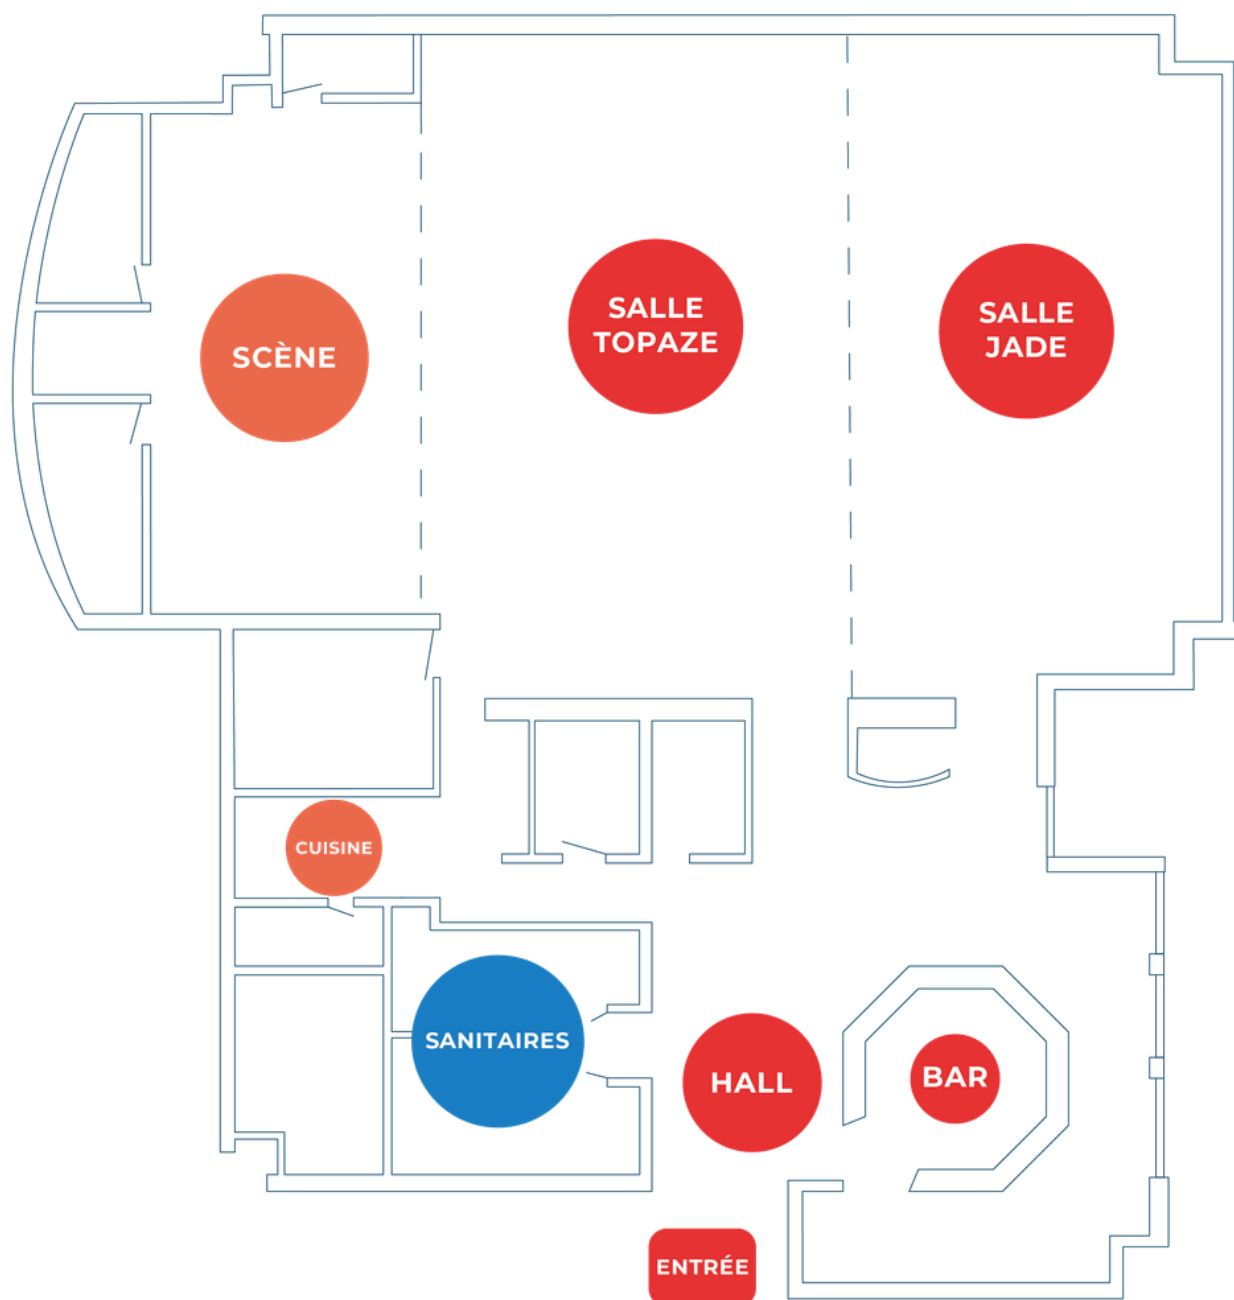 SALLE
TOPAZE
SALLE
JADE
SCÈNE
CUISINE
SANITAIRES
HALL
BAR
ENTRÉE